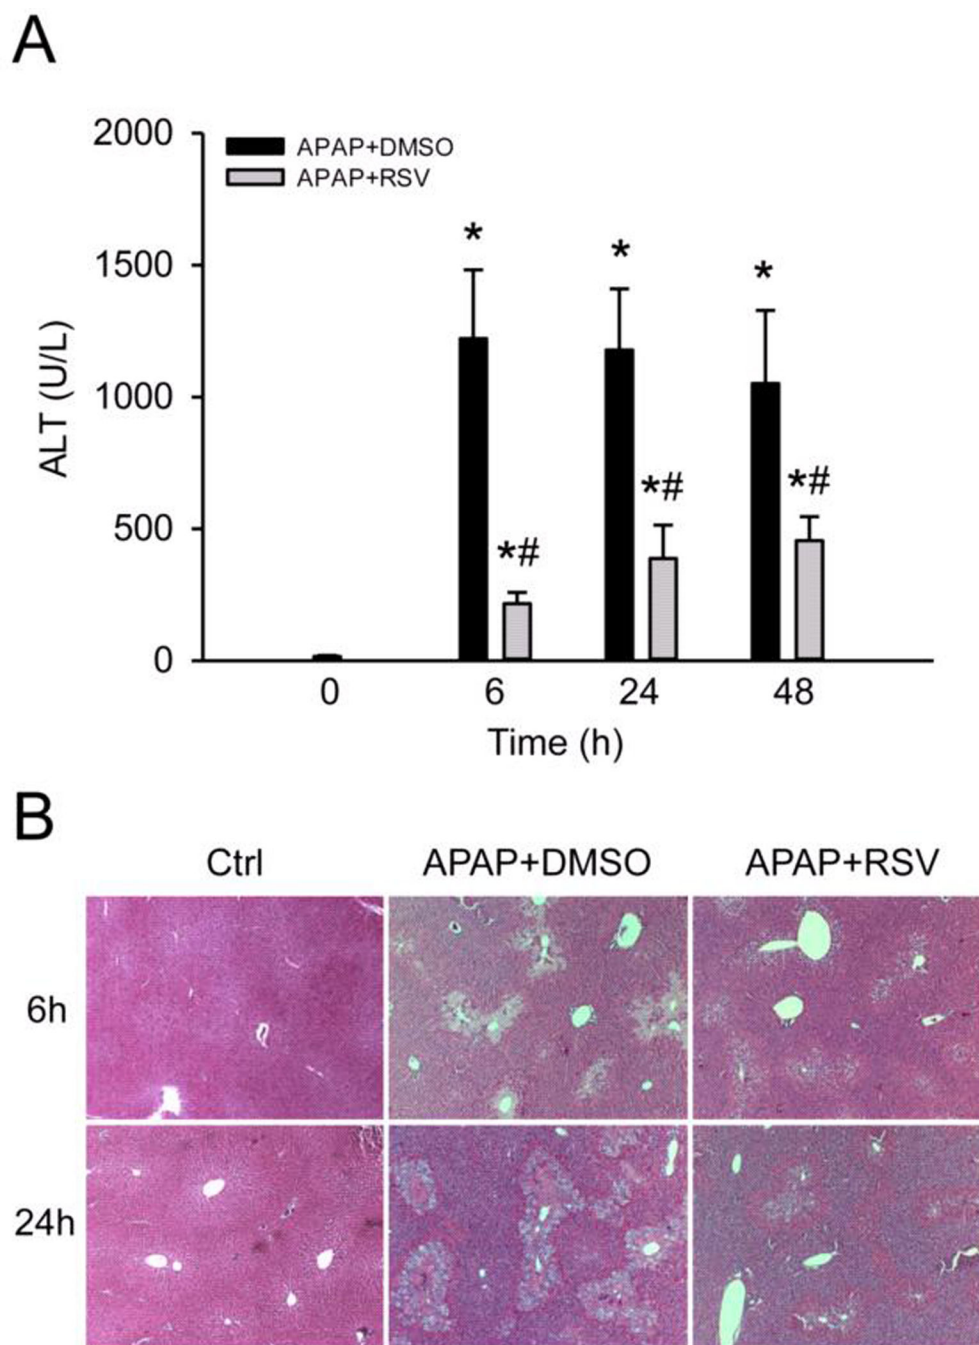 A
2000
1500
1000
500
0
ALT (U/L)
APAP+DMSO
APAP+RSV
*
*
*
*#
*#
*#
0 6 24 48
Time (h)
B
Ctrl APAP+DMSO APAP+RSV
6h
24h